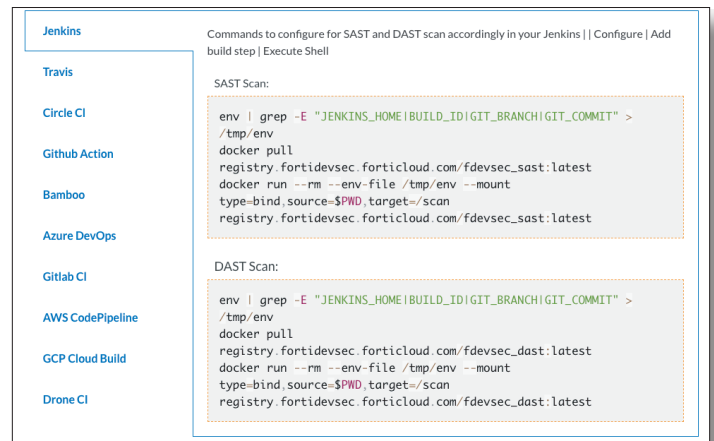 Jenkins
Travis
Circle CI
Github Action
Bamboo
Azure DevOps
Gitlab CI
AWS CodePipeline
GCP Cloud Build
Drone CI
Commands to configure for SAST and DAST scan accordingly in your Jenkins | | Configure | Add
build step | Execute Shell
SAST Scan:
env | grep -E "JENKINS_HOME|BUILD_ID|GIT_BRANCH|GIT_COMMIT" >
/tmp/env
docker pull
registry.fortidevsec.forticloud.com/fdevsec_sast:latest
docker run --rm --env-file /tmp/env --mount
type=bind,source=$PWD,target=/scan
registry.fortidevsec.forticloud.com/fdevsec_sast:latest
DAST Scan:
env | grep -E "JENKINS_HOME|BUILD_ID|GIT_BRANCH|GIT_COMMIT" >
/tmp/env
docker pull
registry.fortidevsec.forticloud.com/fdevsec_dast:latest
docker run --rm --env-file /tmp/env --mount
type=bind,source=$PWD,target=/scan
registry.fortidevsec.forticloud.com/fdevsec_dast:latest